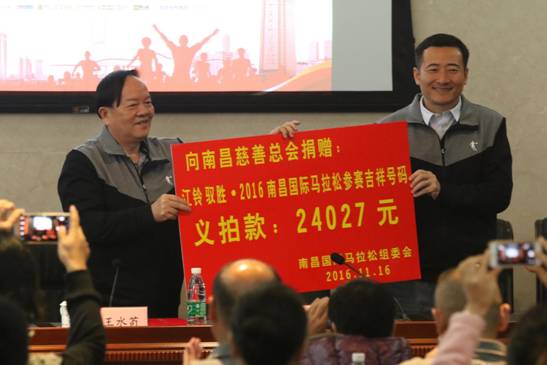 向南昌慈善总会捐赠：
江铃驭胜·2016南昌国际马拉松参赛吉祥号码
义拍款：24027元
南昌国际马拉松组委会
2016.11.16
王水苟